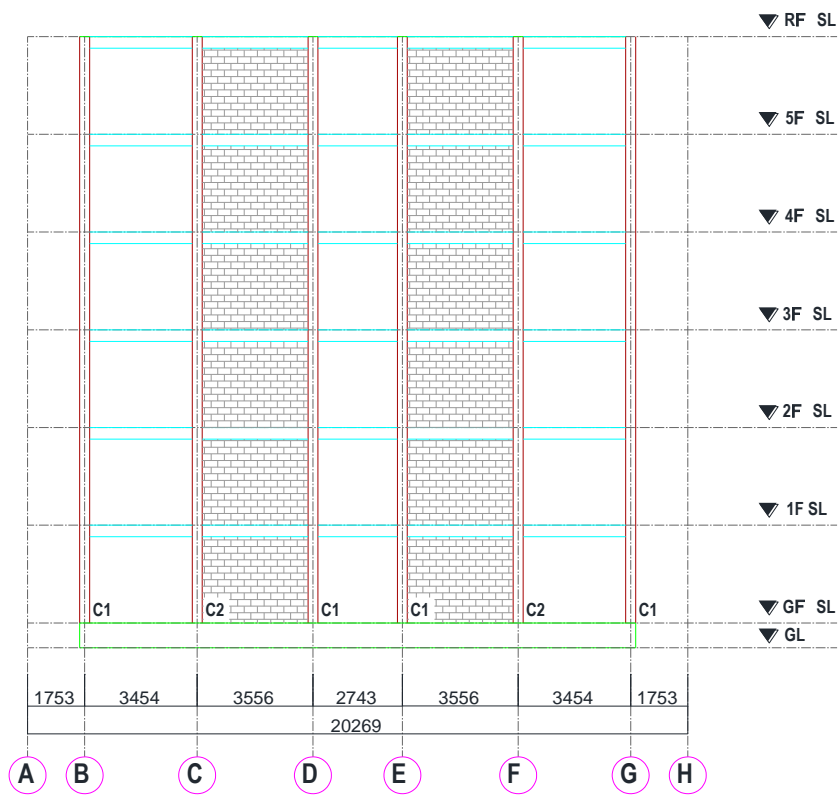 RF SL
5F SL
4F SL
3F SL
2F SL
1F SL
GF SL
C1 C2 C1 C1 C2 C1
GL
1753 3454 3556 2743 3556 3454 1753
20269
A B C D E F G H